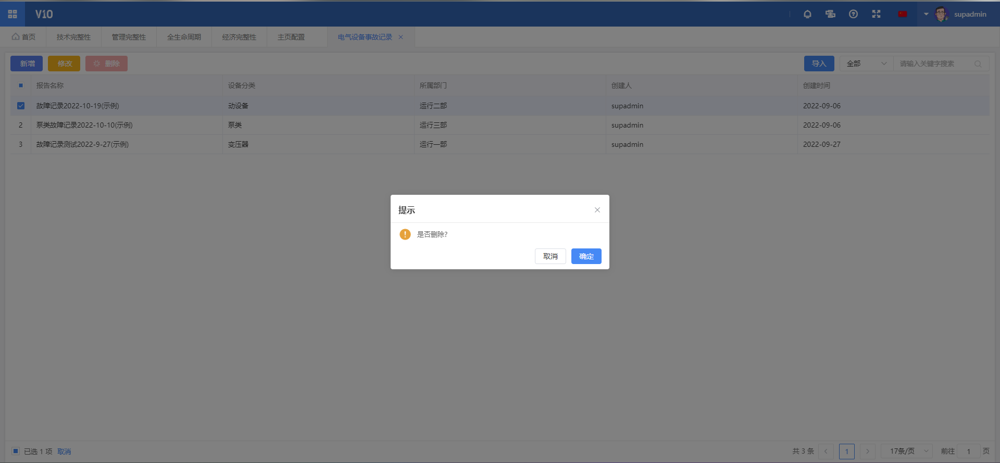 V10
supadmin
首页 技术完整性 管理完整性 全生命周期 经济完整性 主页配置 电气设备事故记录
新增 修改 删除 导入 全部 请输入关键字搜索
报告名称 设备分类 所属部门 创建人 创建时间
故障记录2022-10-19(示例) 动设备 运行二部 supadmin 2022-09-06
2 泵类故障记录2022-10-10(示例) 泵类 运行三部 supadmin 2022-09-06
3 故障记录测试2022-9-27(示例) 变压器 运行一部 supadmin 2022-09-27
提示
是否删除?
取消 确定
已选 1 项 取消 共 3 条 1 17条/页 前往 1 页